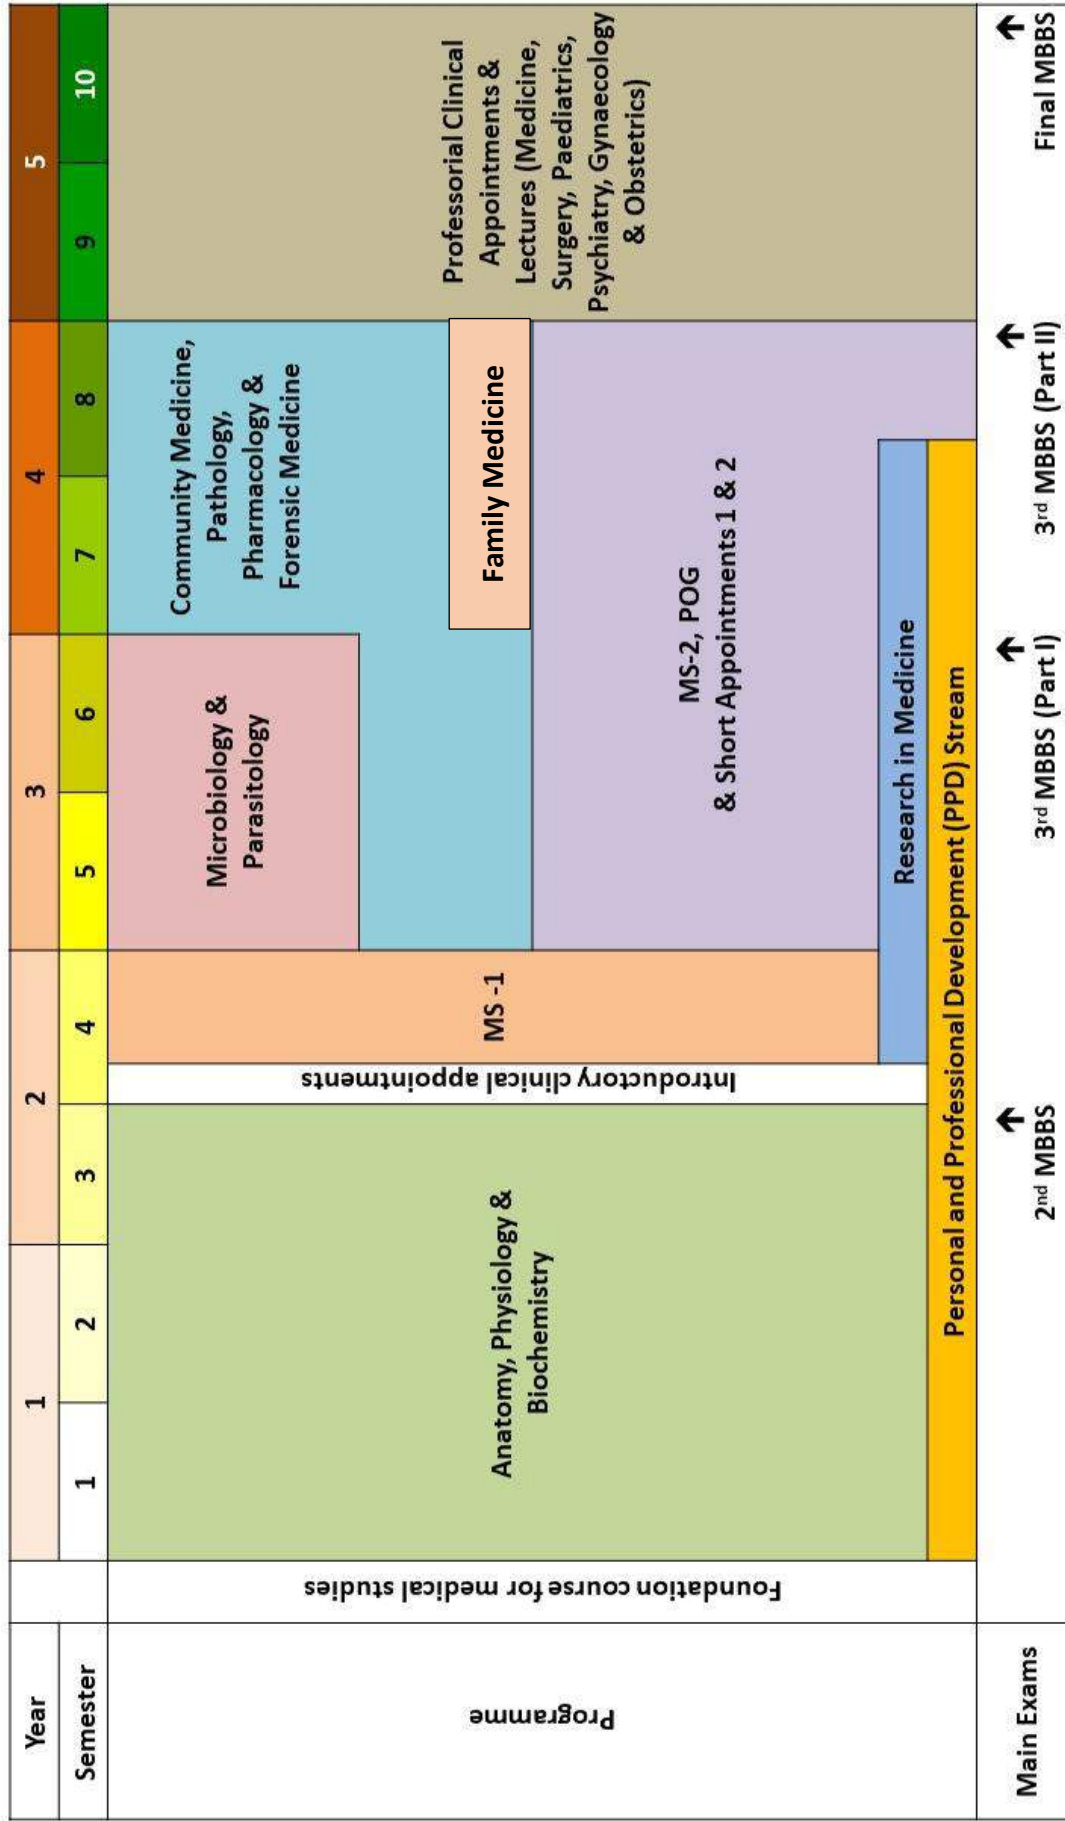 Year
1
2
3
4
5
Semester
1
2
3
4
5
6
7
8
9
10
Programme
Foundation course for medical studies
Anatomy, Physiology &
Biochemistry
Introductory clinical appointments
MS -1
Microbiology &
Parasitology
Community Medicine,
Pathology,
Pharmacology &
Forensic Medicine
Family Medicine
MS-2, POG
& Short Appointments 1 & 2
Research in Medicine
Personal and Professional Development (PPD) Stream
Professorial Clinical
Appointments &
Lectures (Medicine,
Surgery, Paediatrics,
Psychiatry, Gynaecology
& Obstetrics)
Main Exams
2nd MBBS
3rd MBBS (Part I)
3rd MBBS (Part II)
Final MBBS